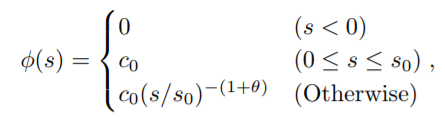 ϕ(s) = { 0 (s < 0)
c₀ (0 ≤ s ≤ s₀) ,
c₀(s/s₀)^{-(1+θ)} (Otherwise)